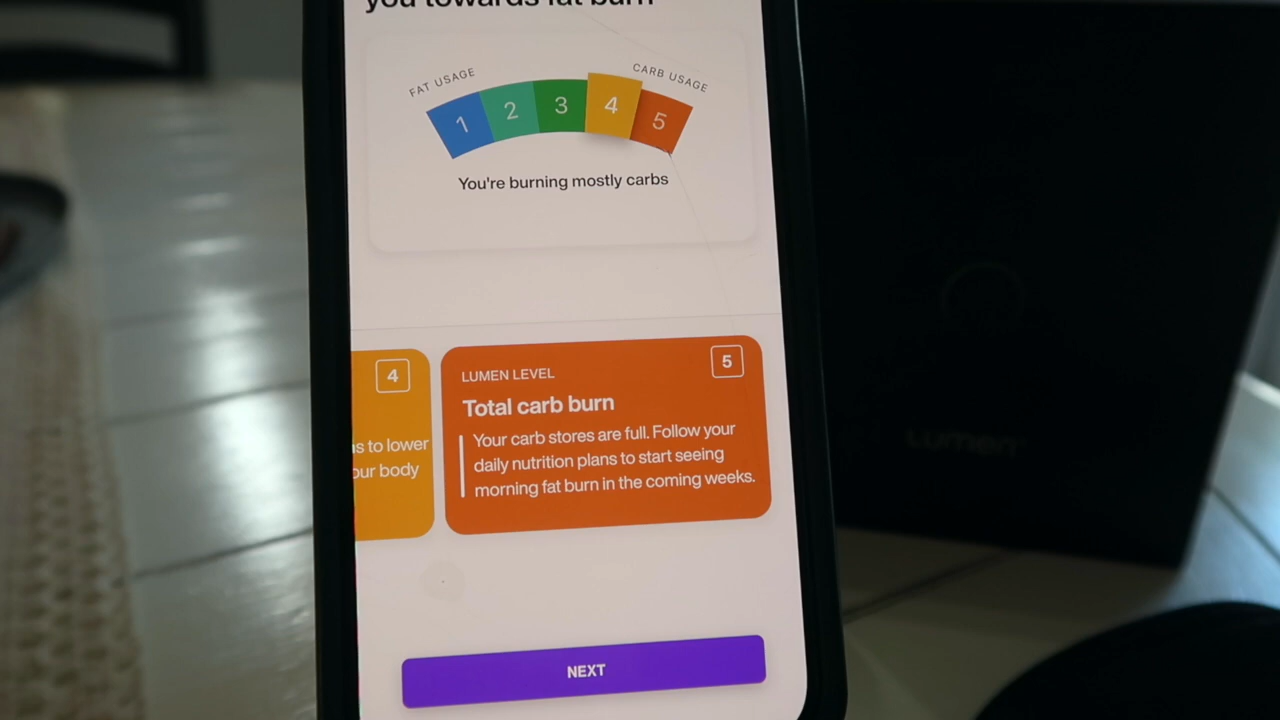 you towards fat burn
FAT USAGE
CARB USAGE
1
2
3
4
5
You're burning mostly carbs
4
s to lower
our body
LUMEN LEVEL
5
Total carb burn
Your carb stores are full. Follow your
daily nutrition plans to start seeing
morning fat burn in the coming weeks.
NEXT
Lumen